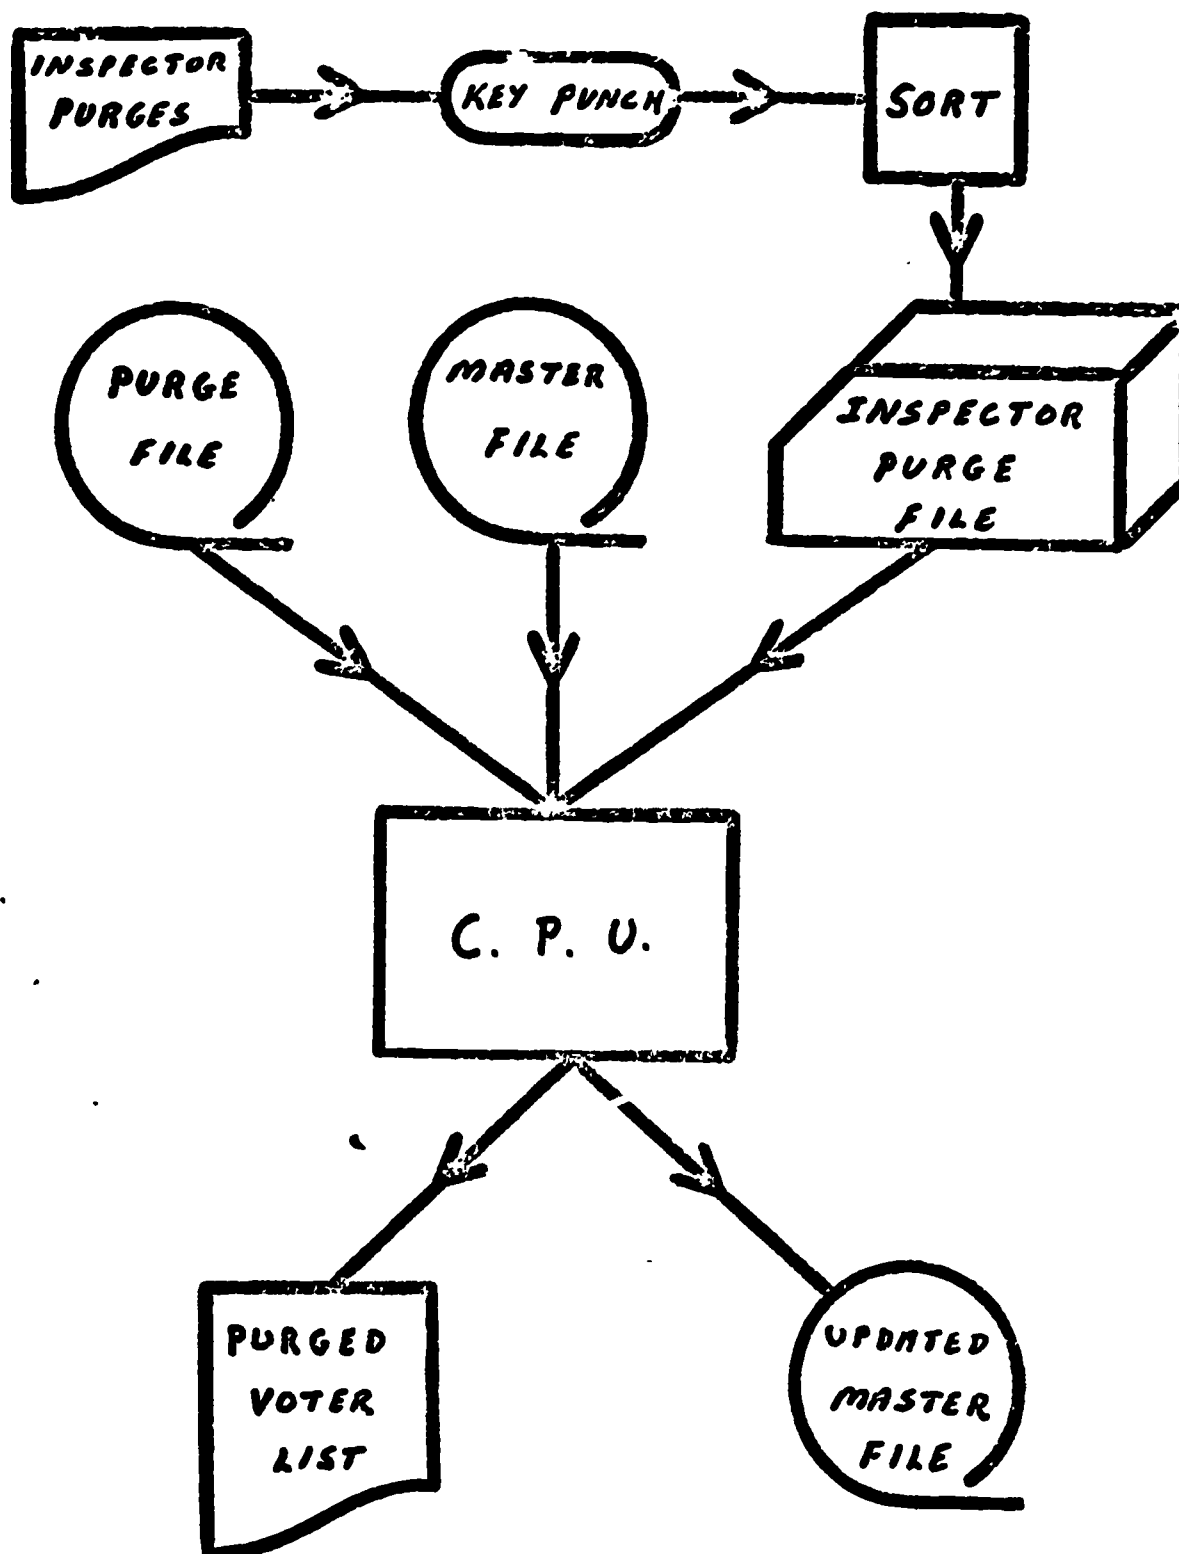 INSPECTOR
PURGES
KEY PUNCH
SORT
PURGE
FILE
MASTER
FILE
INSPECTOR
PURGE
FILE
C. P. U.
PURGED
VOTER
LIST
UPDATED
MASTER
FILE